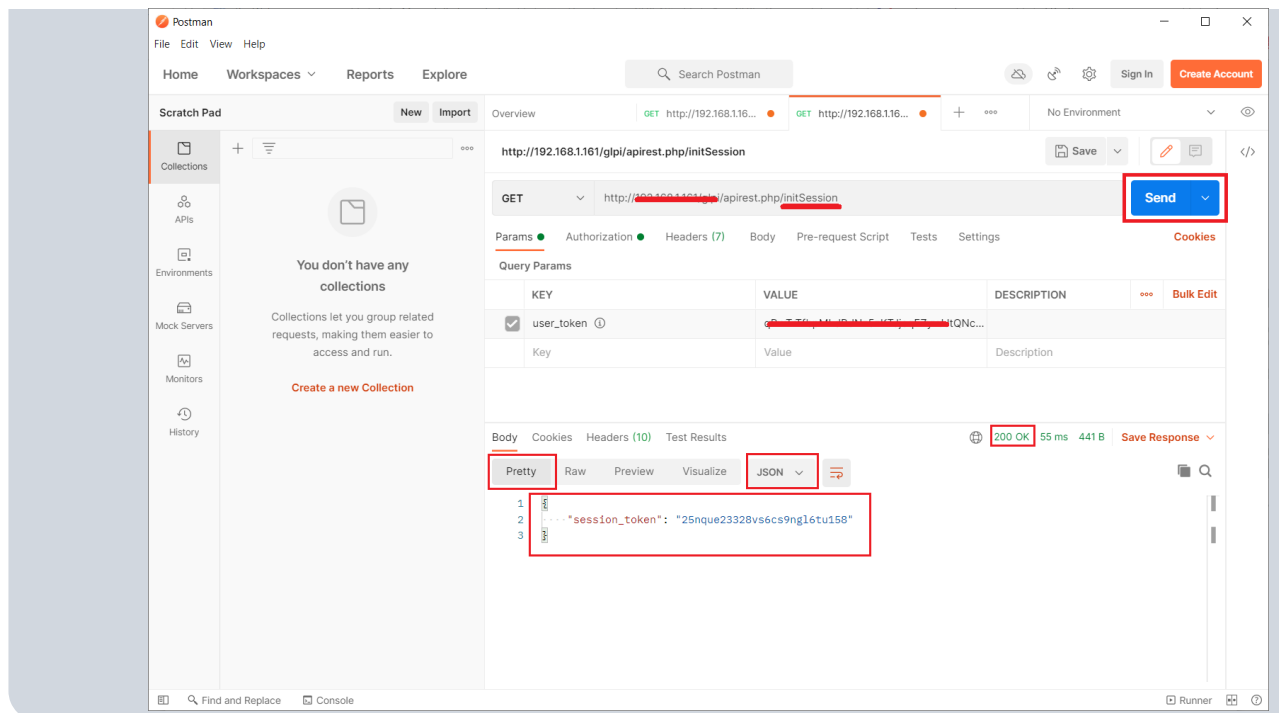 Postman
File Edit View Help
Home Workspaces Reports Explore
Search Postman
Sign In
Create Account
Scratch Pad
New Import
Overview
GET http://192.168.1.16...
GET http://192.168.1.16...
No Environment
Collections
APIs
Environments
Mock Servers
Monitors
History
You don't have any
collections
Collections let you group related
requests, making them easier to
access and run.
Create a new Collection
http://192.168.1.161/glpi/apirest.php/initSession
Save
GET
http:// /apirest.php/initSession
Send
Params Authorization Headers (7) Body Pre-request Script Tests Settings
Cookies
Query Params
KEY VALUE DESCRIPTION
Bulk Edit
user_token tQNc...
Key Value Description
Body Cookies Headers (10) Test Results
200 OK 55 ms 441 B Save Response
Pretty Raw Preview Visualize JSON
1 {
2 "session_token": "25nque23328vs6cs9ngl6tu158"
3 }
Find and Replace Console
Runner